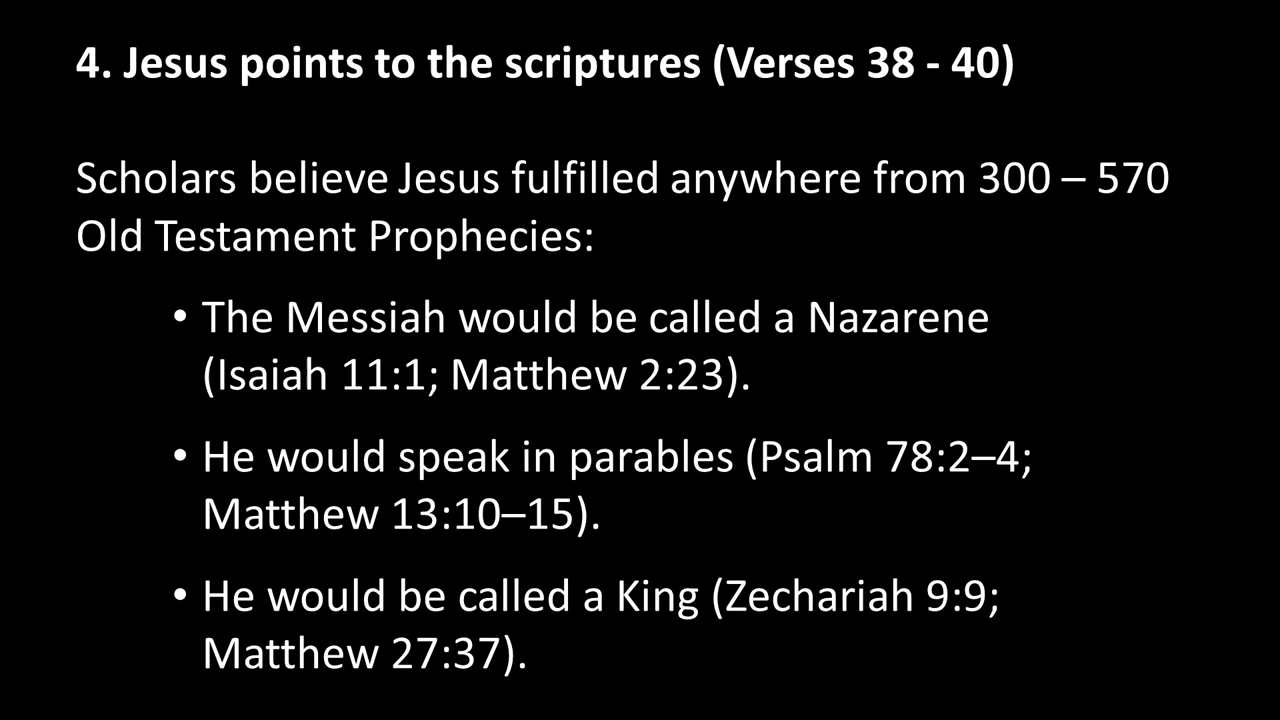 4. Jesus points to the scriptures (Verses 38 - 40)
Scholars believe Jesus fulfilled anywhere from 300 – 570
Old Testament Prophecies:
• The Messiah would be called a Nazarene
(Isaiah 11:1; Matthew 2:23).
• He would speak in parables (Psalm 78:2–4;
Matthew 13:10–15).
• He would be called a King (Zechariah 9:9;
Matthew 27:37).